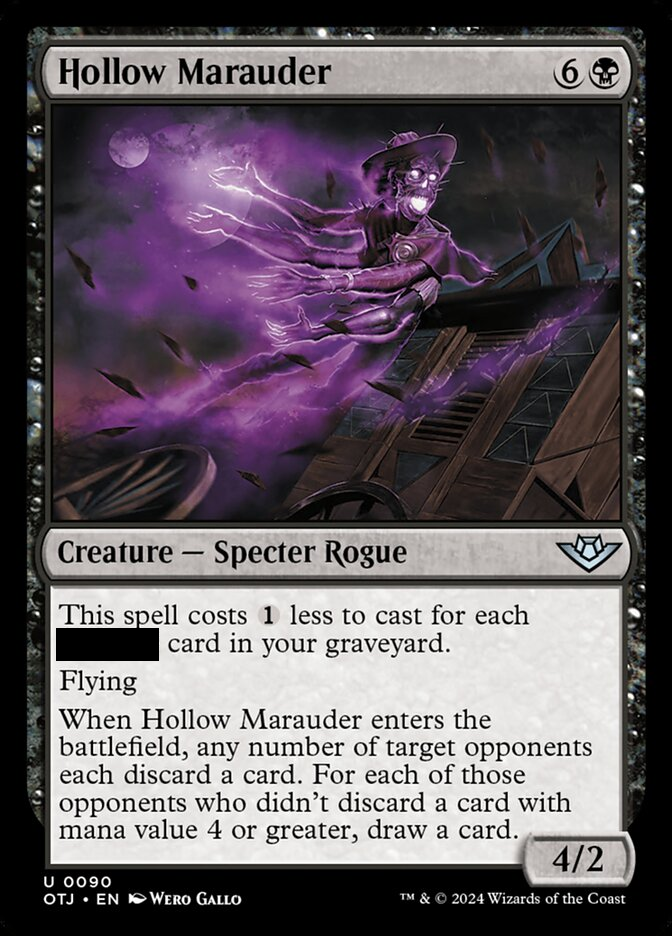 Hollow Marauder
6
Creature — Specter Rogue
This spell costs 1 less to cast for each
card in your graveyard.
Flying
When Hollow Marauder enters the
battlefield, any number of target opponents
each discard a card. For each of those
opponents who didn't discard a card with
mana value 4 or greater, draw a card.
4/2
U 0090
OTJ • EN Wero Gallo
™ & © 2024 Wizards of the Coast